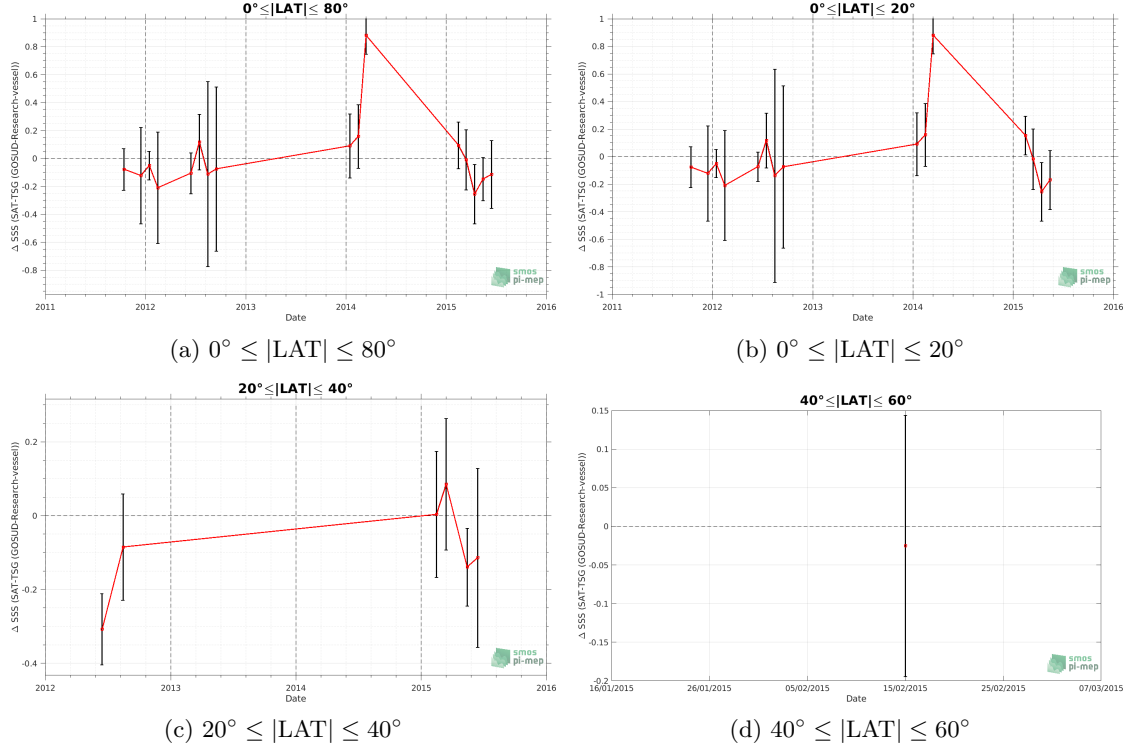 0°≤|LAT|≤ 80°
Δ SSS (SAT-TSG (GOSUD-Research-vessel))
1
0.8
0.6
0.4
0.2
0
-0.2
-0.4
-0.6
-0.8
2011 2012 2013 2014 2015 2016
Date
smos
pi-mep
(a) 0° ≤ |LAT| ≤ 80°
0°≤|LAT|≤ 20°
Δ SSS (SAT-TSG (GOSUD-Research-vessel))
1
0.8
0.6
0.4
0.2
0
-0.2
-0.4
-0.6
-0.8
-1
2011 2012 2013 2014 2015 2016
Date
smos
pi-mep
(b) 0° ≤ |LAT| ≤ 20°
20°≤|LAT|≤ 40°
Δ SSS (SAT-TSG (GOSUD-Research-vessel))
0.2
0
-0.2
-0.4
2012 2013 2014 2015 2016
Date
smos
pi-mep
(c) 20° ≤ |LAT| ≤ 40°
40°≤|LAT|≤ 60°
Δ SSS (SAT-TSG (GOSUD-Research-vessel))
0.15
0.1
0.05
0
-0.05
-0.1
-0.15
-0.2
16/01/2015 26/01/2015 05/02/2015 15/02/2015 25/02/2015 07/03/2015
Date
smos
pi-mep
(d) 40° ≤ |LAT| ≤ 60°